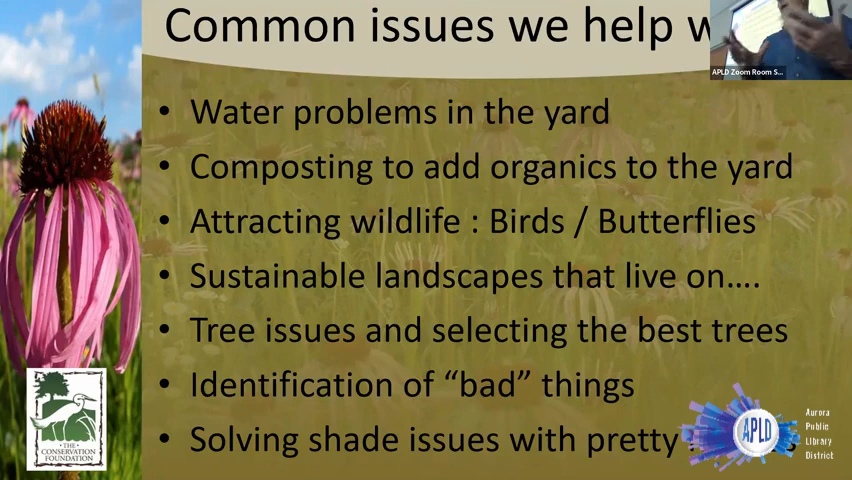 Common issues we help
APLD Zoom Room S...
• Water problems in the yard
• Composting to add organics to the yard
• Attracting wildlife : Birds / Butterflies
• Sustainable landscapes that live on….
• Tree issues and selecting the best trees
• Identification of “bad” things
• Solving shade issues with pretty
THE
CONSERVATION
FOUNDATION
APLD
Aurora
Public
Library
District